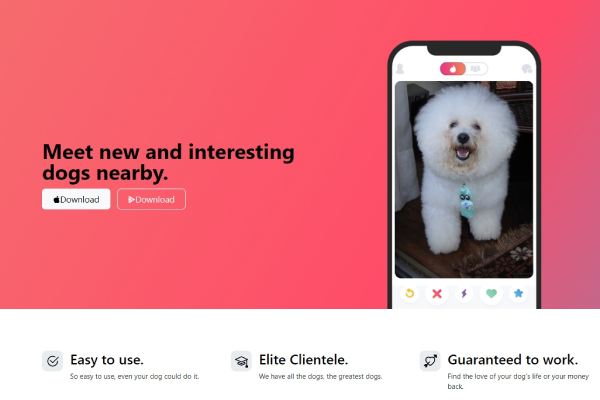 Meet new and interesting
dogs nearby.
Download
Download
Easy to use.
So easy to use, even your dog could do it.
Elite Clientele.
We have all the dogs, the greatest dogs.
Guaranteed to work.
Find the love of your dog's life or your money
back.